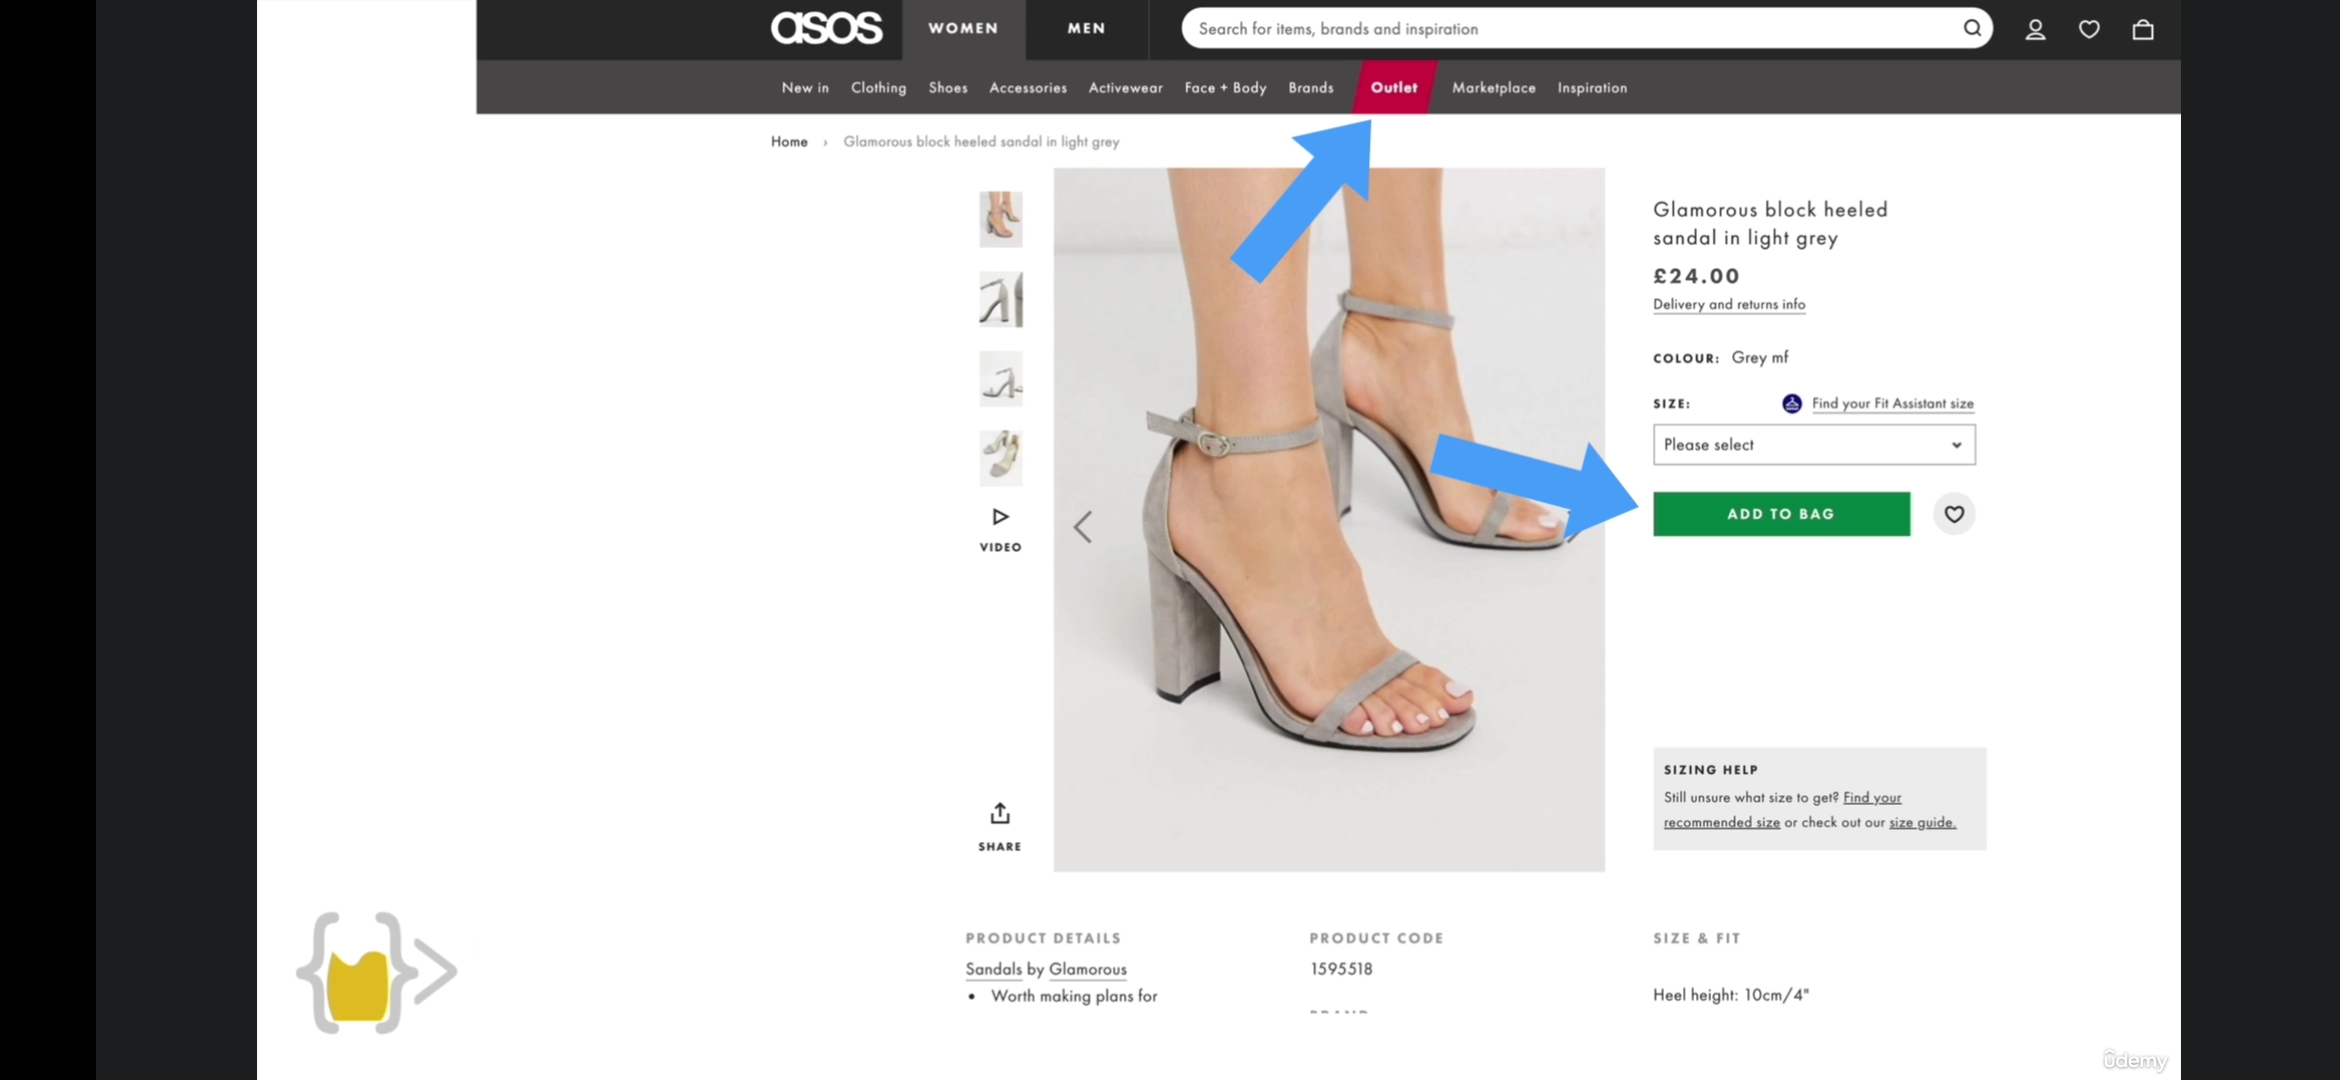 asos
WOMEN
MEN
Search for items, brands and inspiration
New in
Clothing
Shoes
Accessories
Activewear
Face + Body
Brands
Outlet
Marketplace
Inspiration
Home › Glamorous block heeled sandal in light grey
VIDEO
SHARE
Glamorous block heeled
sandal in light grey
£24.00
Delivery and returns info
COLOUR: Grey mf
SIZE:
Find your Fit Assistant size
Please select
ADD TO BAG
SIZING HELP
Still unsure what size to get? Find your
recommended size or check out our size guide.
PRODUCT DETAILS
Sandals by Glamorous
• Worth making plans for
PRODUCT CODE
1595518
SIZE & FIT
Heel height: 10cm/4"
ûdemy